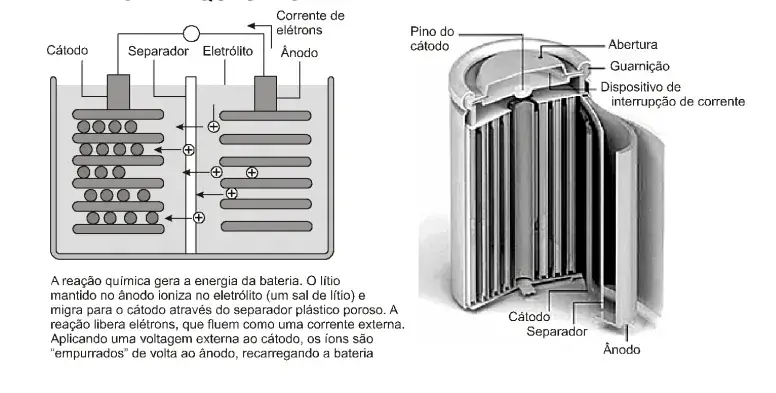 Corrente de
elétrons
Cátodo
Separador
Eletrólito
Ânodo
A reação química gera a energia da bateria. O lítio
mantido no ânodo ioniza no eletrólito (um sal de lítio) e
migra para o cátodo através do separador plástico poroso. A
reação libera elétrons, que fluem como uma corrente externa.
Aplicando uma voltagem externa ao cátodo, os íons são
“empurrados” de volta ao ânodo, recarregando a bateria
Pino do
cátodo
Abertura
Guarnição
Dispositivo de
interrupção de corrente
Cátodo
Separador
Ânodo